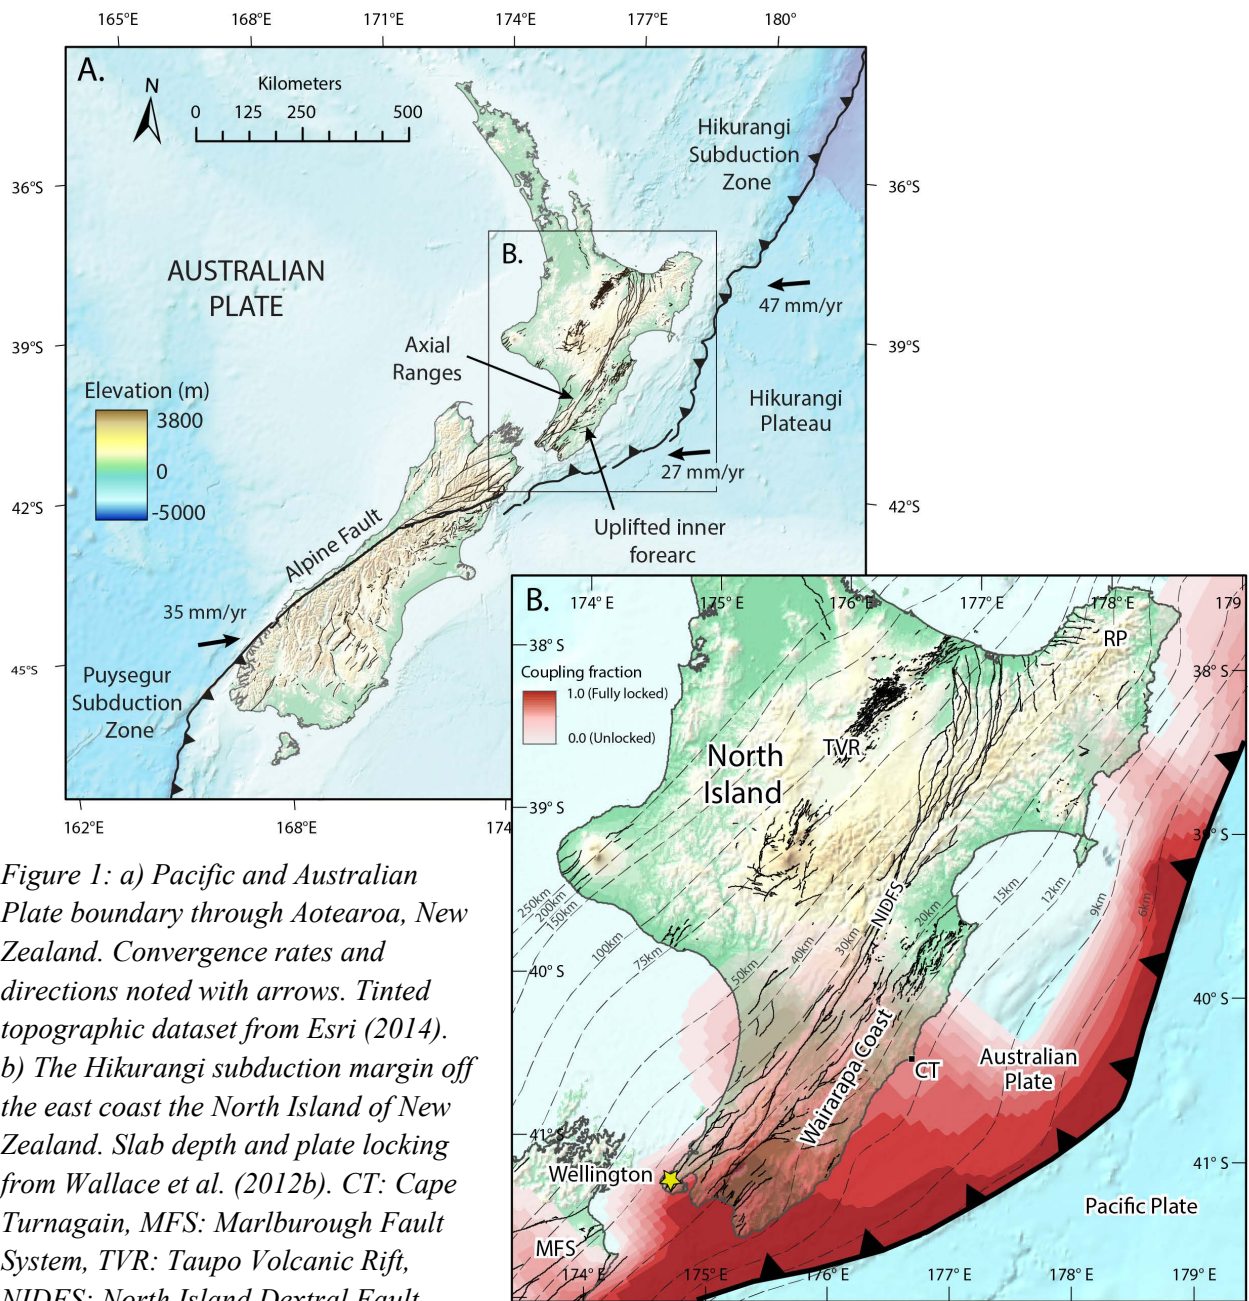 165°E 168°E 171°E 174°E 177°E 180°
A.
N
Kilometers
0 125 250 500
Hikurangi
Subduction
Zone
36°S 36°S
B.
AUSTRALIAN
PLATE
47 mm/yr
39°S 39°S
Axial
Ranges
Elevation (m)
3800
0
-5000
Hikurangi
Plateau
27 mm/yr
42°S 42°S
Uplifted inner
forearc
Alpine Fault
35 mm/yr
45°S
Puysegur
Subduction
Zone
162°E 168°E 174
B.
174°E 175°E 176°E 177°E 178°E 179
38°S 38°S
RP
Coupling fraction
1.0 (Fully locked)
0.0 (Unlocked)
TVR
North
Island
39°S 39°S
NIDFS
250km
200km
150km
100km
75km
50km
40km
30km
20km
15km
12km
9km
6km
40°S 40°S
Wairarapa Coast
CT
Australian
Plate
41°S 41°S
Wellington
Pacific Plate
MFS
174°E 175°E 176°E 177°E 178°E 179°E
Figure 1: a) Pacific and Australian
Plate boundary through Aotearoa, New
Zealand. Convergence rates and
directions noted with arrows. Tinted
topographic dataset from Esri (2014).
b) The Hikurangi subduction margin off
the east coast the North Island of New
Zealand. Slab depth and plate locking
from Wallace et al. (2012b). CT: Cape
Turnagain, MFS: Marlburough Fault
System, TVR: Taupo Volcanic Rift,
NIDFS: North Island Dextral Fault